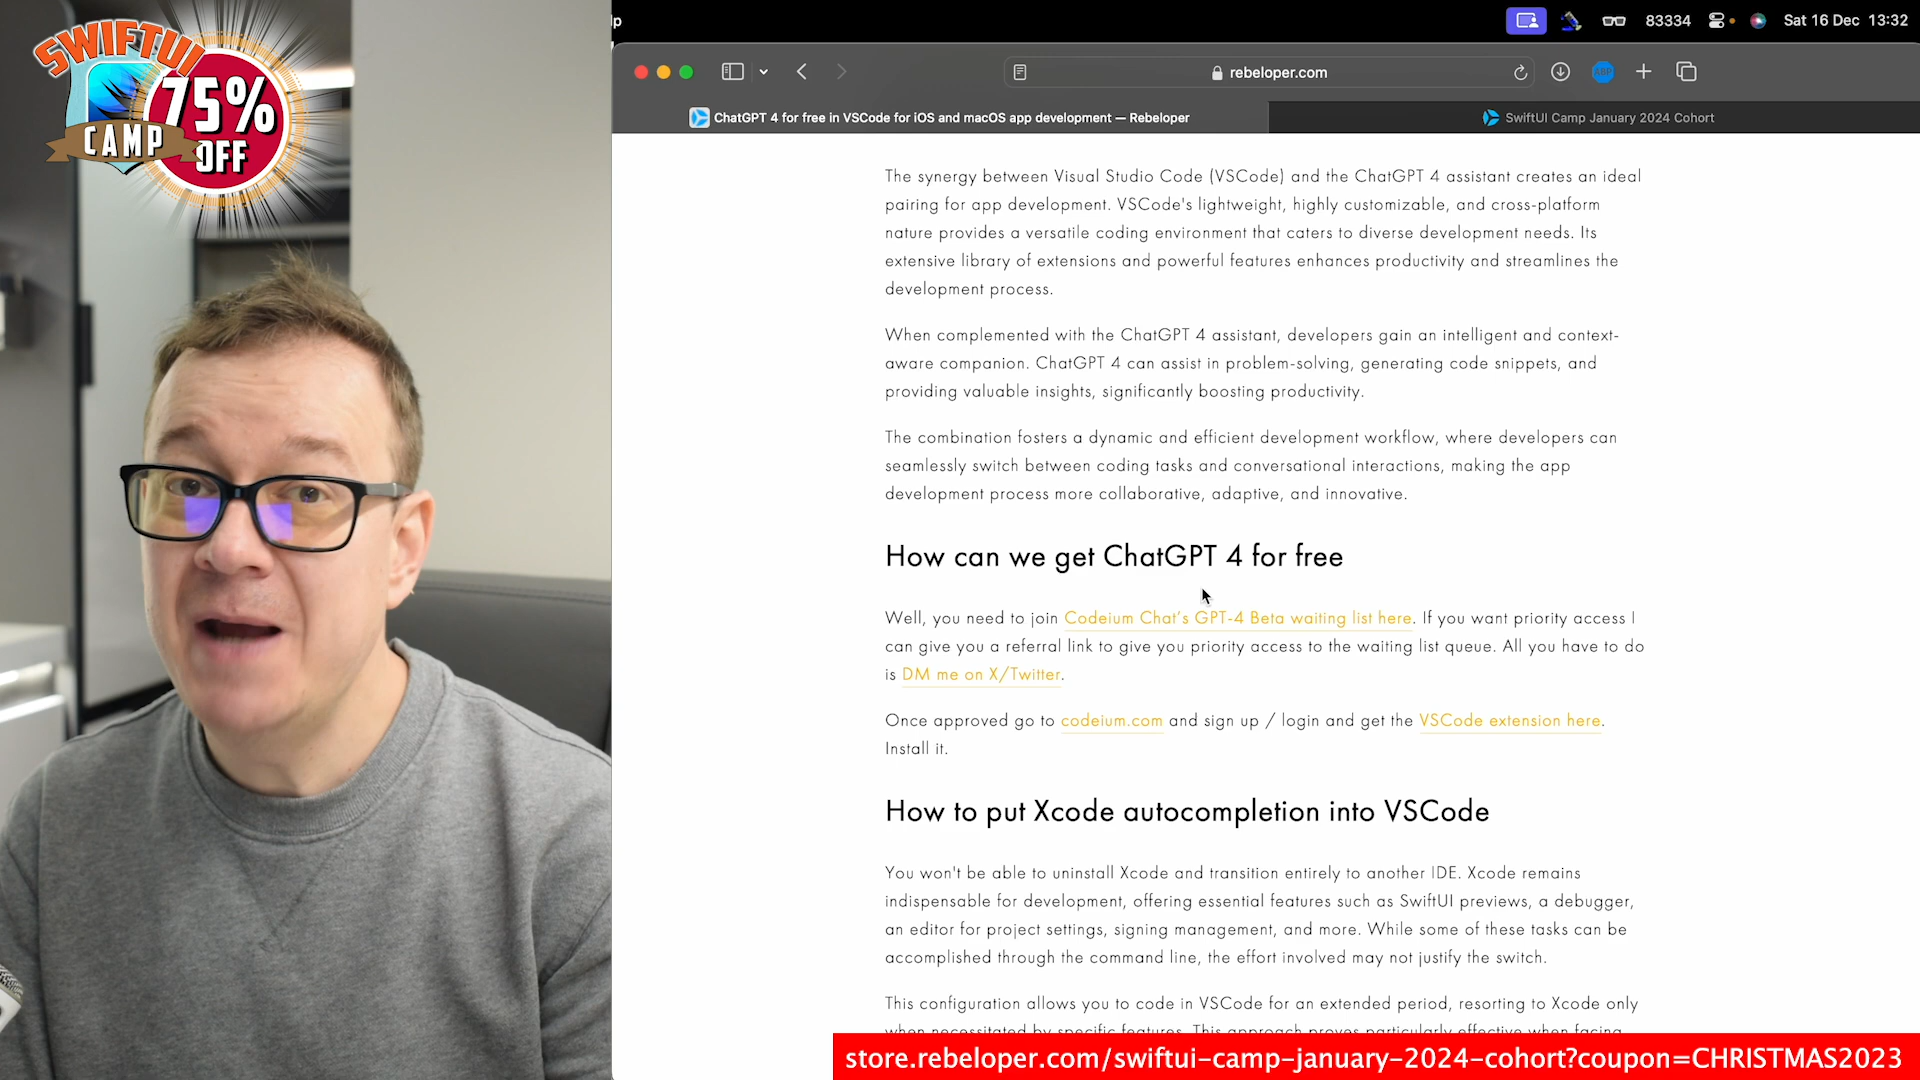 SWIFTUI
CAMP
75%
OFF
lp
83334
Sat 16 Dec 13:32
rebeloper.com
ABP
ChatGPT 4 for free in VSCode for iOS and macOS app development — Rebeloper
SwiftUI Camp January 2024 Cohort
The synergy between Visual Studio Code (VSCode) and the ChatGPT 4 assistant creates an ideal
pairing for app development. VSCode's lightweight, highly customizable, and cross-platform
nature provides a versatile coding environment that caters to diverse development needs. Its
extensive library of extensions and powerful features enhances productivity and streamlines the
development process.
When complemented with the ChatGPT 4 assistant, developers gain an intelligent and context-
aware companion. ChatGPT 4 can assist in problem-solving, generating code snippets, and
providing valuable insights, significantly boosting productivity.
The combination fosters a dynamic and efficient development workflow, where developers can
seamlessly switch between coding tasks and conversational interactions, making the app
development process more collaborative, adaptive, and innovative.
How can we get ChatGPT 4 for free
Well, you need to join Codeium Chat's GPT-4 Beta waiting list here. If you want priority access I
can give you a referral link to give you priority access to the waiting list queue. All you have to do
is DM me on X/Twitter.
Once approved go to codeium.com and sign up / login and get the VSCode extension here.
Install it.
How to put Xcode autocompletion into VSCode
You won't be able to uninstall Xcode and transition entirely to another IDE. Xcode remains
indispensable for development, offering essential features such as SwiftUI previews, a debugger,
an editor for project settings, signing management, and more. While some of these tasks can be
accomplished through the command line, the effort involved may not justify the switch.
This configuration allows you to code in VSCode for an extended period, resorting to Xcode only
when necessitated by specific features. This approach proves particularly effective when facing
store.rebeloper.com/swiftui-camp-january-2024-cohort?coupon=CHRISTMAS2023